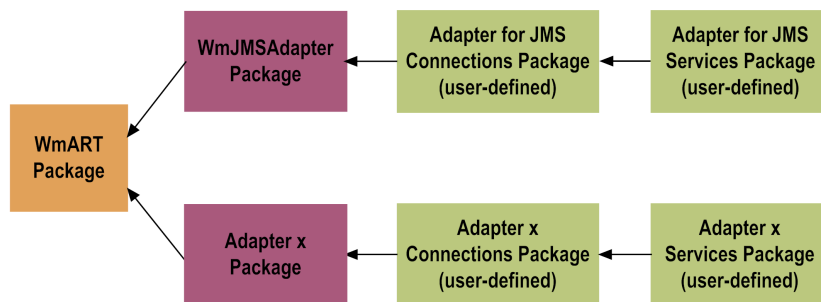 WmJMSAdapter
Package
Adapter for JMS
Connections Package
(user-defined)
Adapter for JMS
Services Package
(user-defined)
WmART
Package
Adapter x
Package
Adapter x
Connections Package
(user-defined)
Adapter x
Services Package
(user-defined)